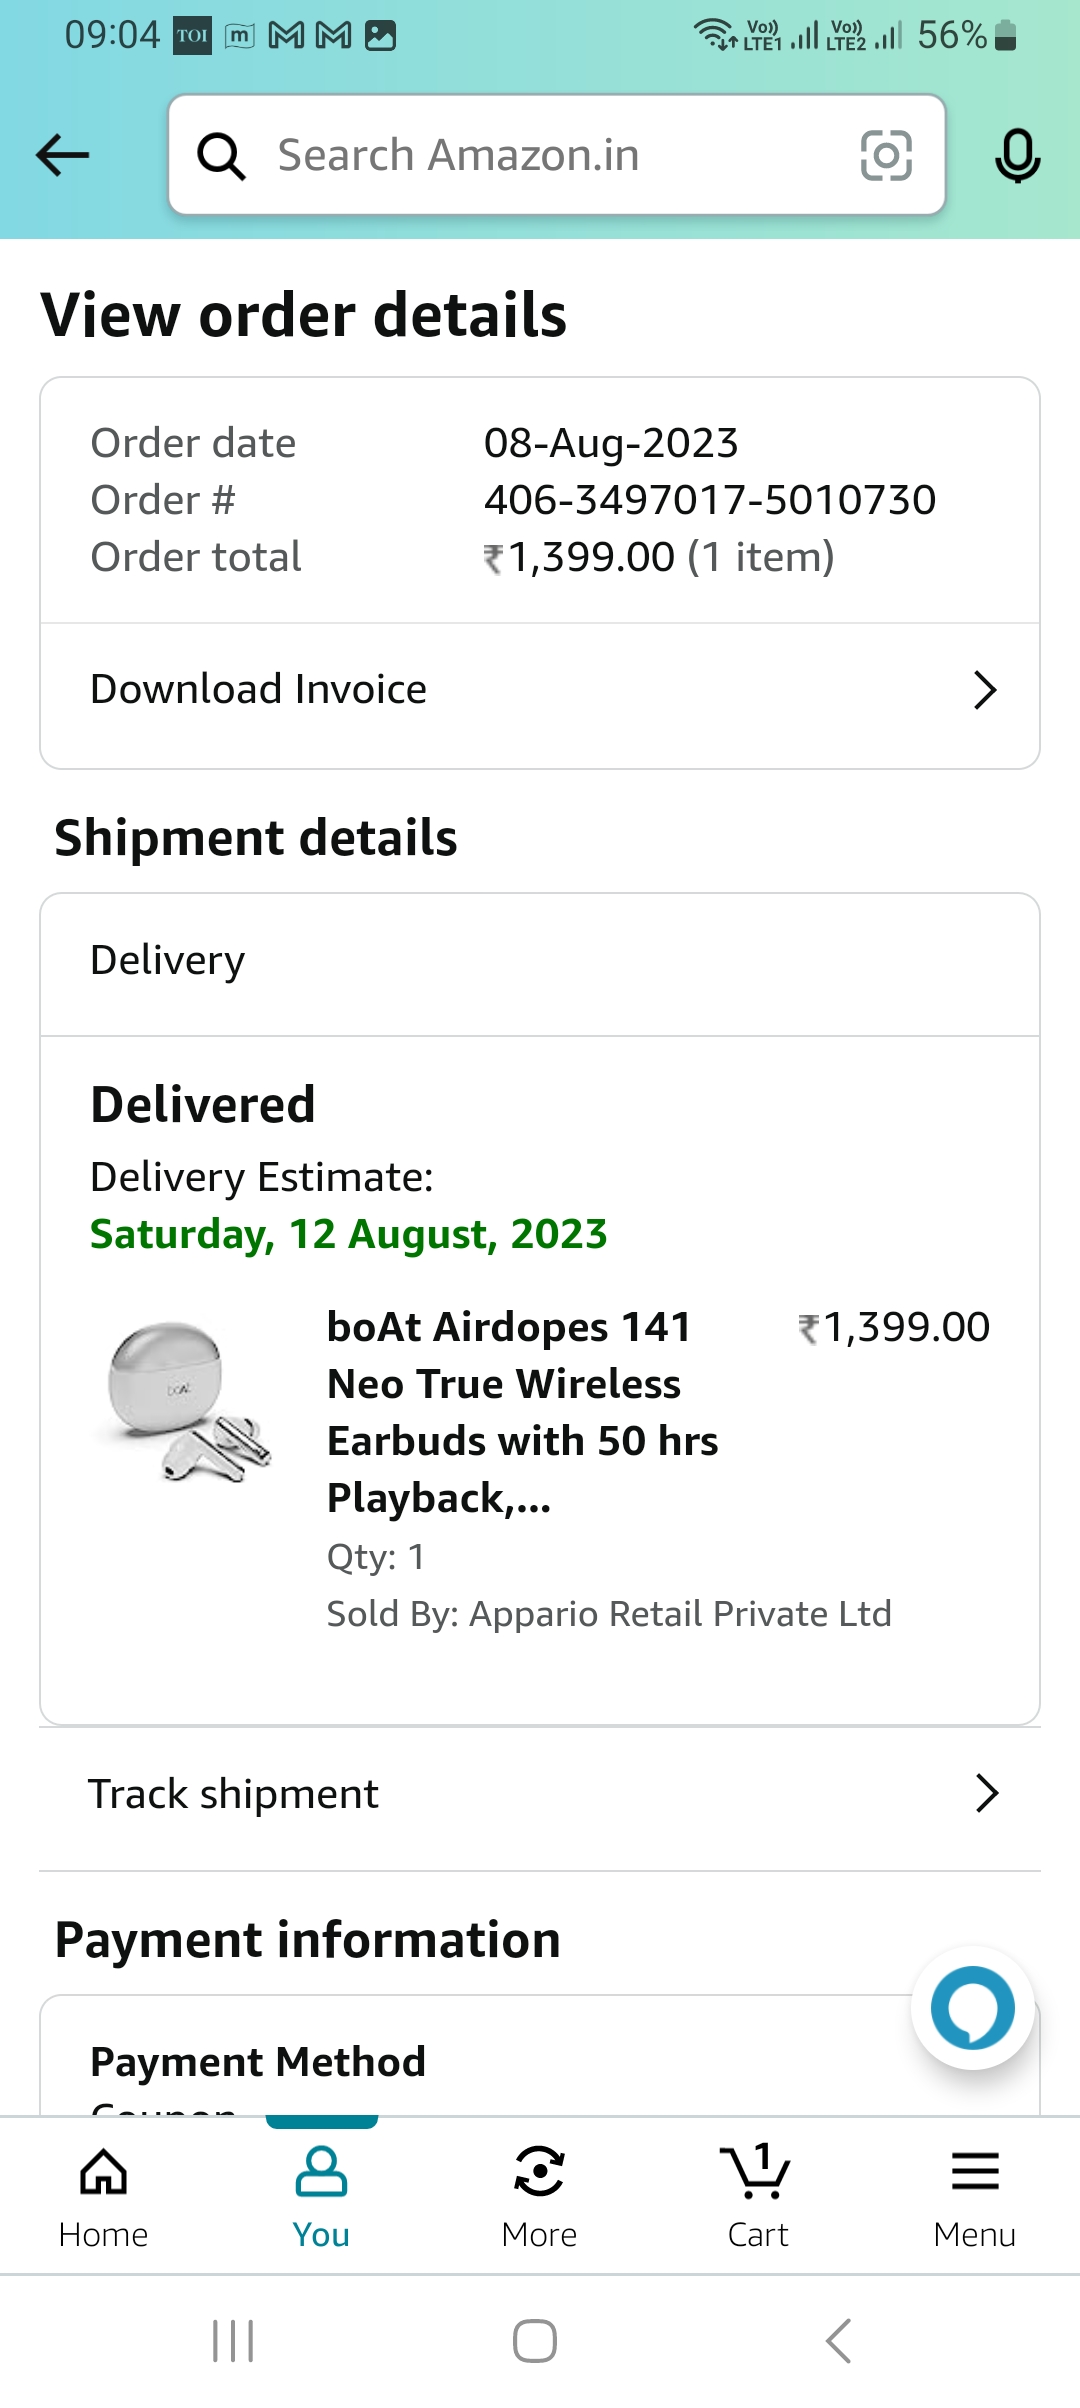 09:04 TOI m Vo)) LTE1 Vo)) LTE2 56%
Search Amazon.in
View order details
Order date 08-Aug-2023
Order # 406-3497017-5010730
Order total ₹1,399.00 (1 item)
Download Invoice
Shipment details
Delivery
Delivered
Delivery Estimate:
Saturday, 12 August, 2023
boAt Airdopes 141 ₹1,399.00
Neo True Wireless
Earbuds with 50 hrs
Playback,...
Qty: 1
Sold By: Appario Retail Private Ltd
boAt
Track shipment
Payment information
Payment Method
Coupon
1
Home You More Cart Menu